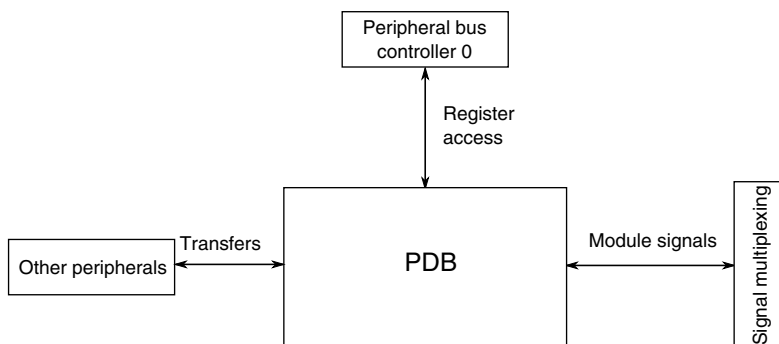 Peripheral bus
controller 0
Register
access
Transfers
Other peripherals
PDB
Module signals
Signal multiplexing